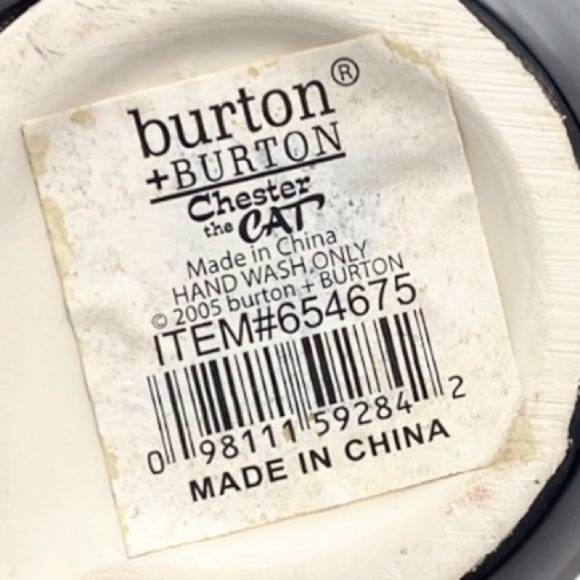 burton®
+BURTON
Chester
the CAT
Made in China
HAND WASH ONLY
© 2005 burton + BURTON
ITEM#654675
0 98111 59284 2
MADE IN CHINA